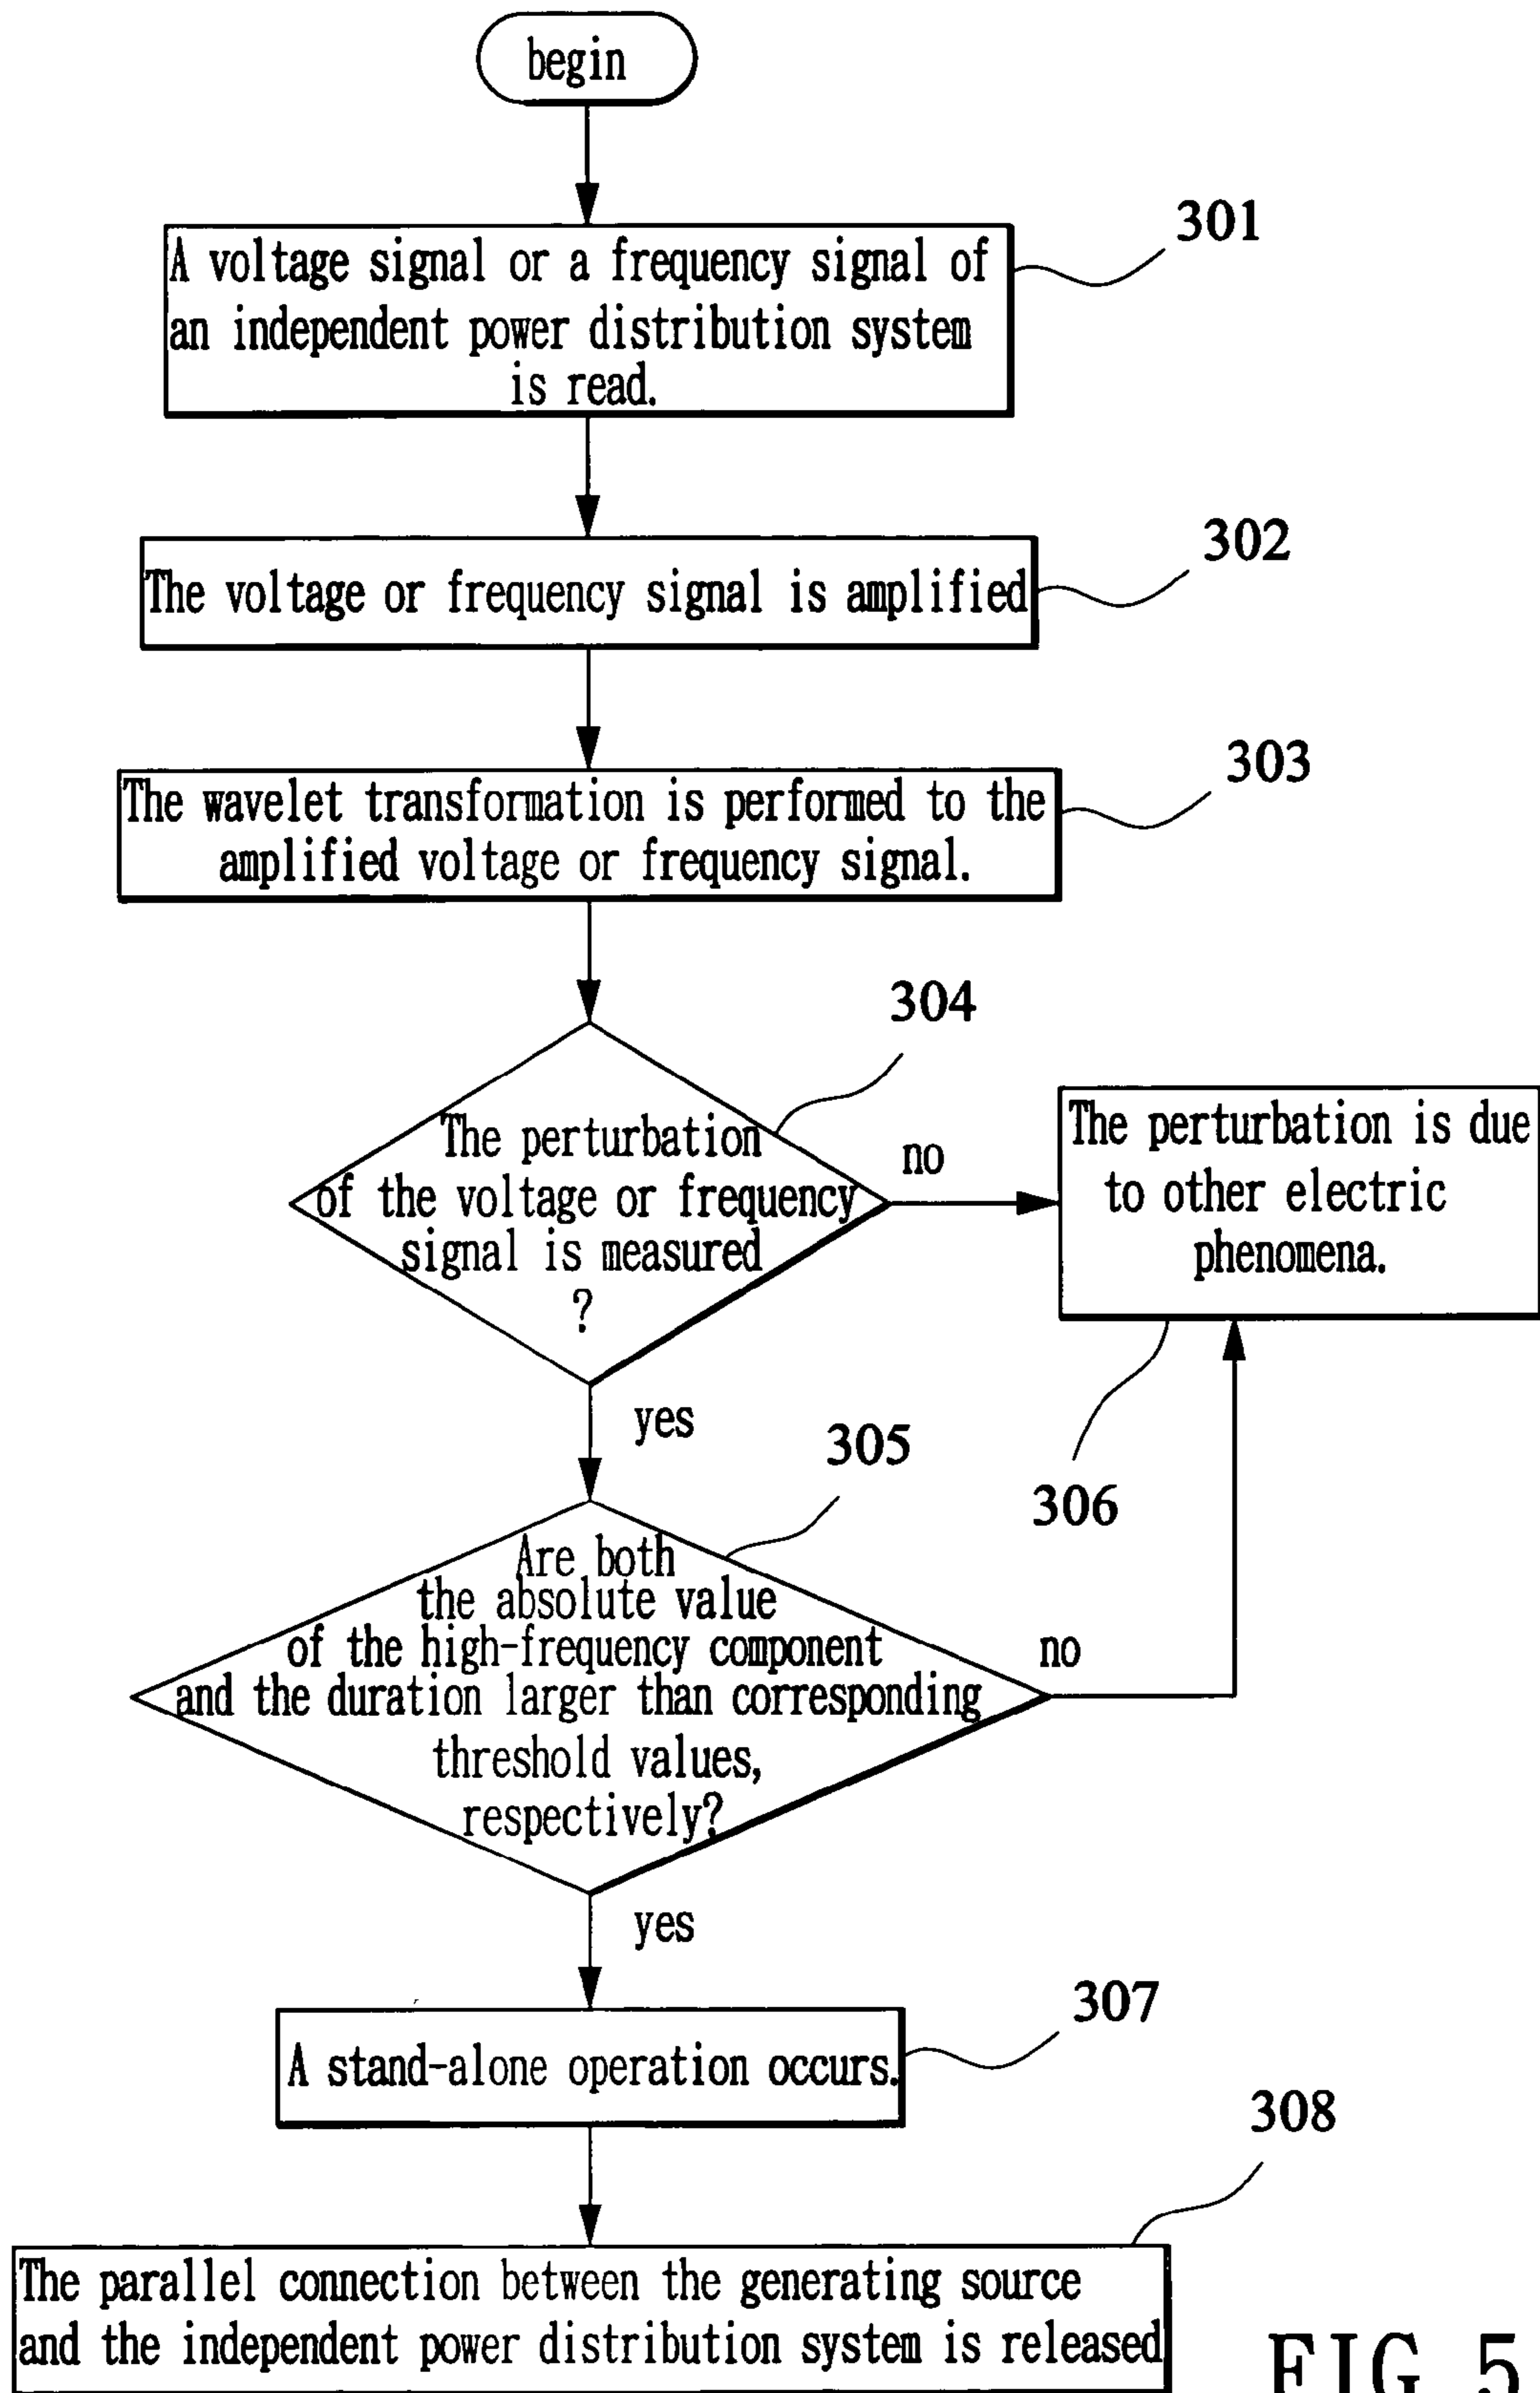 begin
301
A voltage signal or a frequency signal of
an independent power distribution system
is read.
302
The voltage or frequency signal is amplified
303
The wavelet transformation is performed to the
amplified voltage or frequency signal.
304
The perturbation
of the voltage or frequency
signal is measured
?
no
The perturbation is due
to other electric
phenomena.
306
yes
305
Are both
the absolute value
of the high-frequency component
and the duration larger than corresponding
threshold values,
respectively?
no
yes
307
A stand-alone operation occurs.
308
The parallel connection between the generating source
and the independent power distribution system is released
FIG 5